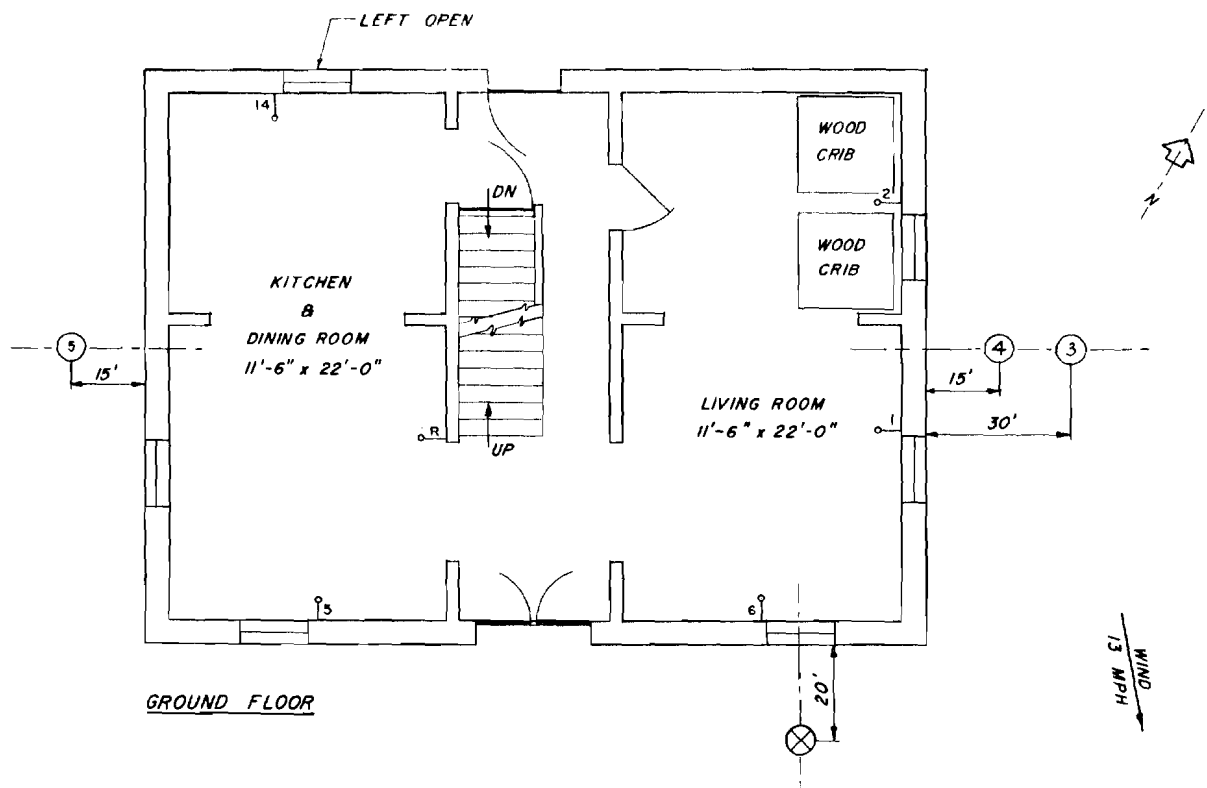 LEFT OPEN
14
WOOD
CRIB
2
DN
N
WOOD
CRIB
KITCHEN
&
DINING ROOM
11'-6" x 22'-0"
5
15'
4
3
15'
30'
LIVING ROOM
11'-6" x 22'-0"
1
R
UP
5
6
20'
WIND
13 MPH
GROUND FLOOR